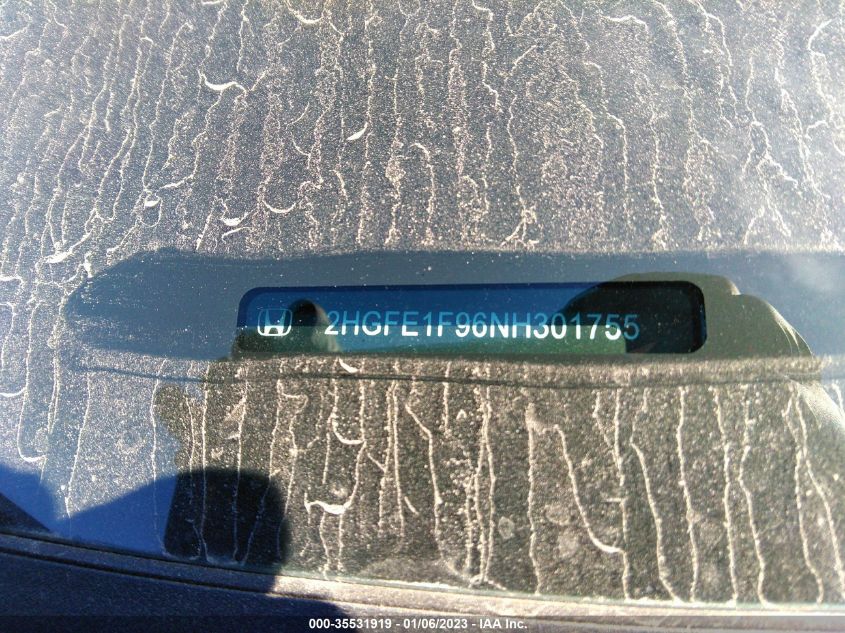 2HGFE1F96NH301755
000-35531919 - 01/06/2023 - IAA Inc.